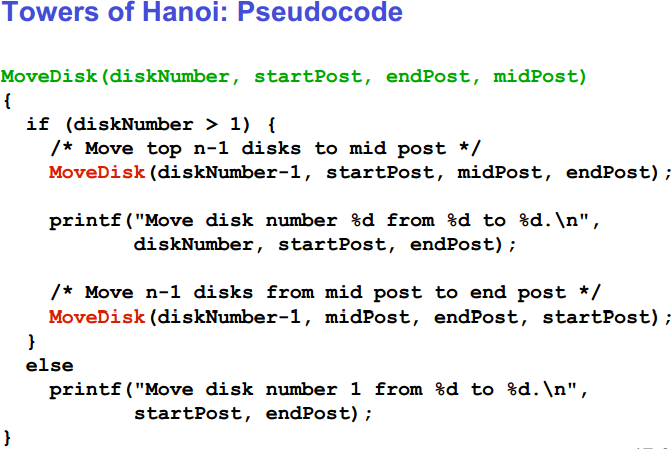 Towers of Hanoi: Pseudocode
MoveDisk(diskNumber, startPost, endPost, midPost)
{
if (diskNumber > 1) {
/* Move top n-1 disks to mid post */
MoveDisk(diskNumber-1, startPost, midPost, endPost);
printf("Move disk number %d from %d to %d.\n",
diskNumber, startPost, endPost);
/* Move n-1 disks from mid post to end post */
MoveDisk(diskNumber-1, midPost, endPost, startPost);
}
else
printf("Move disk number 1 from %d to %d.\n",
startPost, endPost);
}